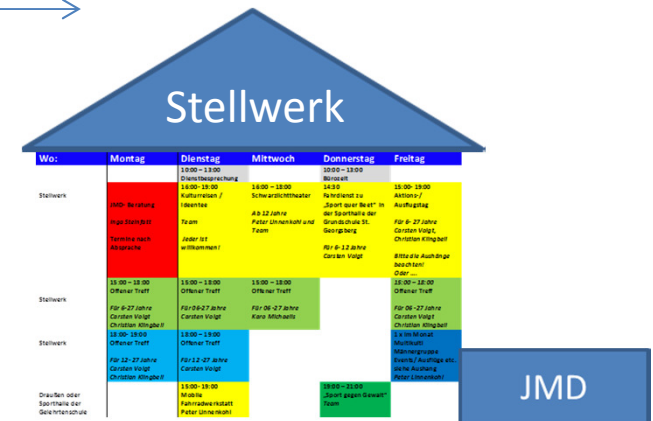 Stellwerk
Wo: Montag Dienstag Mittwoch Donnerstag Freitag
10:00 – 13:00
Dienstbesprechung
10:00 – 13:00
Bürozeit
Stellwerk
JMD- Beratung
Inga Steinfatt
Termine nach
Absprache
16:00- 19:00
Kulturreisen /
Ideentee
Team
Jeder ist
willkommen!
16:00 – 18:00
Schwarzlichttheater
Ab 12 Jahre
Peter Linnenkohl und
Team
14:30
Fahrdienst zu
„Sport quer Beet" in
der Sporthalle der
Grundschule St.
Georgsberg
Für 6- 12 Jahre
Carsten Voigt
15:00- 19:00
Aktions-/
Ausflugstag
Für 6- 27 Jahre
Carsten Voigt,
Christian Klingbeil
Bitte die Aushänge
beachten!
Oder ....
Stellwerk
15:00 – 18:00
Offener Treff
Für 6-27 Jahre
Carsten Voigt
Christian Klingbeil
15:00 – 18:00
Offener Treff
Für 06-27 Jahre
Carsten Voigt
15:00 – 18:00
Offener Treff
Für 06 -27 Jahre
Karo Michaelis
15:00 – 18:00
Offener Treff
Für 06 -27 Jahre
Carsten Voigt
Christian Klingbeil
Stellwerk
18:00- 19:00
Offener Treff
Für 12- 27 Jahre
Carsten Voigt
Christian Klingbeil
18:00 – 19:00
Offener Treff
Für 12 -27 Jahre
Carsten Voigt
1 x im Monat
Multikulti
Männergruppe
Events/ Ausflüge etc.
siehe Aushang
Peter Linnenkohl
Draußen oder
Sporthalle der
Gelehrtenschule
15:00- 19:00
Mobile
Fahrradwerkstatt
Peter Linnenkohl
19:00 – 21:00
„Sport gegen Gewalt"
Team
JMD